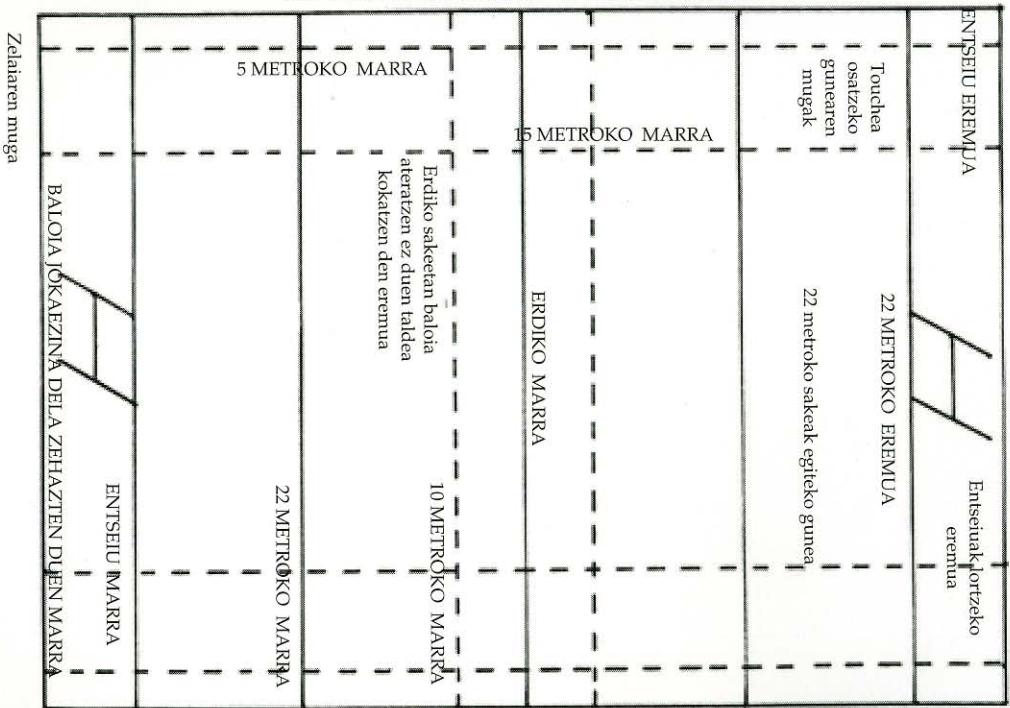 Zelaiaren muga
5 METROKO MARRA
15 METROKO MARRA
Touchea
osatzeko
gunearen
mugak
ENTSEIU EREMUA
BALOIA JOKAEZINA DELA ZEHAZTEN DUEN MARRA
ENTSEIU MARRA
22 METROKO MARRA
Erdiko saketan baloia
ateratzen ez duen taldea
kokatzen den eremua
10 METROKO MARRA
ERDIKO MARRA
22 METROKO EREMUA
22 metroko sakeak egiteko gunea
Entseiuak lortzeko
eremua